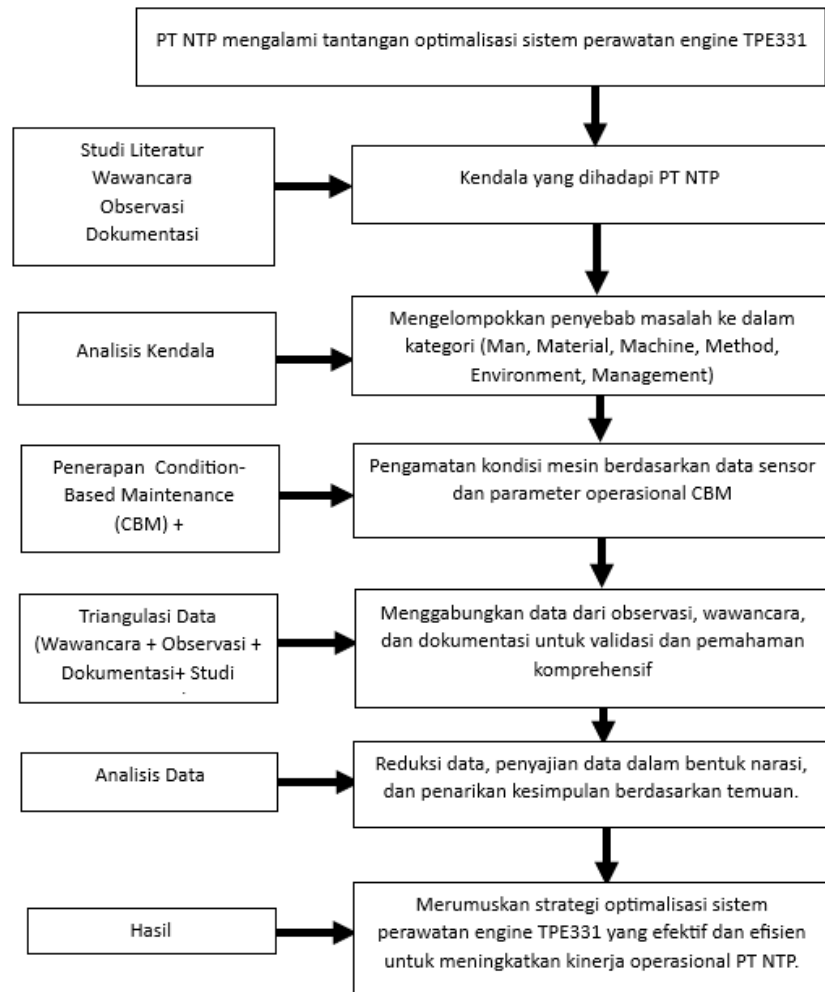 PT NTP mengalami tantangan optimalisasi sistem perawatan engine TPE331
Studi Literatur
Wawancara
Observasi
Dokumentasi
Kendala yang dihadapi PT NTP
Analisis Kendala
Mengelompokkan penyebab masalah ke dalam
kategori (Man, Material, Machine, Method,
Environment, Management)
Penerapan Condition-
Based Maintenance
(CBM) +
Pengamatan kondisi mesin berdasarkan data sensor
dan parameter operasional CBM
Triangulasi Data
(Wawancara + Observasi +
Dokumentasi+ Studi
Menggabungkan data dari observasi, wawancara,
dan dokumentasi untuk validasi dan pemahaman
komprehensif
Analisis Data
Reduksi data, penyajian data dalam bentuk narasi,
dan penarikan kesimpulan berdasarkan temuan.
Hasil
Merumuskan strategi optimalisasi sistem
perawatan engine TPE331 yang efektif dan efisien
untuk meningkatkan kinerja operasional PT NTP.